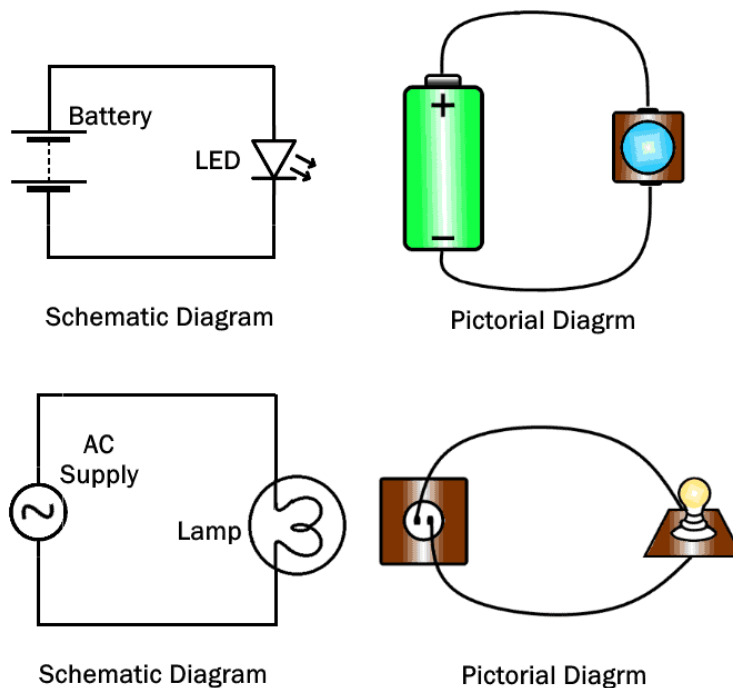 Battery
LED
+
−
Schematic Diagram
Pictorial Diagrm
AC
Supply
Lamp
Schematic Diagram
Pictorial Diagrm